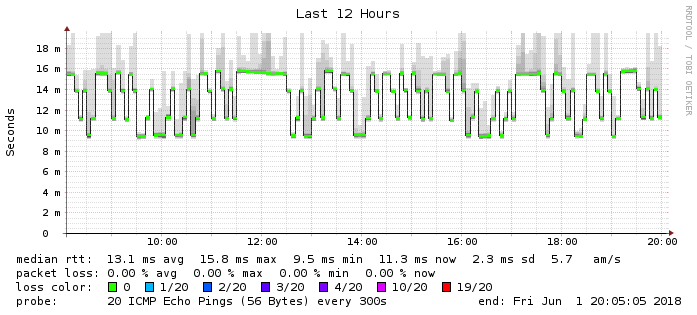 Last 12 Hours
RRDTOOL / TOBI OETIKER
Seconds
18 m
16 m
14 m
12 m
10 m
8 m
6 m
4 m
2 m
0
10:00 12:00 14:00 16:00 18:00 20:00
median rtt: 13.1 ms avg 15.8 ms max 9.5 ms min 11.3 ms now 2.3 ms sd 5.7 am/s
packet loss: 0.00 % avg 0.00 % max 0.00 % min 0.00 % now
loss color: 0 1/20 2/20 3/20 4/20 10/20 19/20
probe: 20 ICMP Echo Pings (56 Bytes) every 300s end: Fri Jun 1 20:05:05 2018